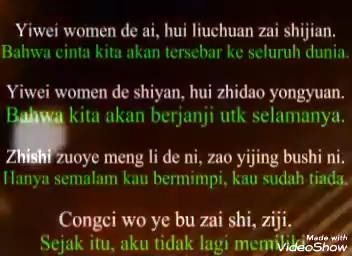 Yiwei women de ai, hui liuchuan zai shijian.
Bahwa cinta kita akan tersebar ke seluruh dunia.
Yiwei women de shiyan, hui zhidao yongyuan.
Bahwa kita akan berjanji utk selamanya.
Zhishi zuoye meng li de ni, zao yijing bushi ni.
Hanya semalam kau bermimpi, kau sudah tiada.
Congci wo ye bu zai shi, ziji.
Sejak itu, aku tidak lagi memiliki
Made with
VideoShow